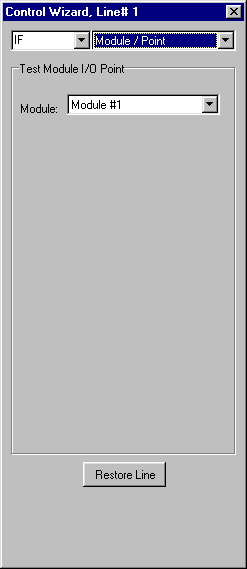 Control Wizard, Line# 1
IF Module / Point
Test Module I/O Point
Module: Module #1
Restore Line